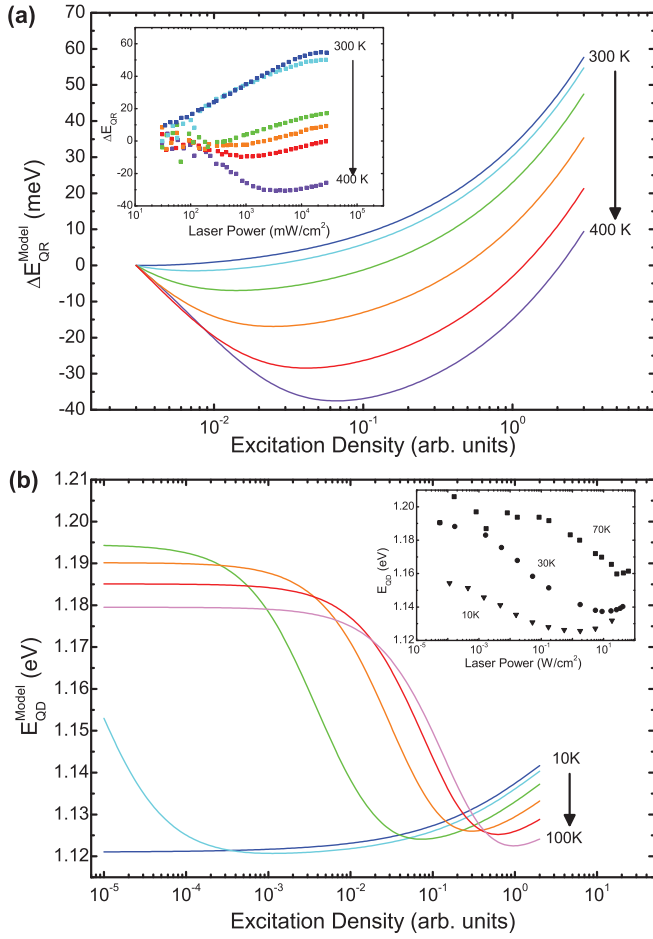 (a)
70
60
50
40
30
20
10
0
-10
-20
-30
-40
ΔE_QR^Model (meV)
10^-2
10^-1
10^0
Excitation Density (arb. units)
300 K
400 K
60
40
20
0
-20
-40
ΔE_QR
300 K
400 K
10^1
10^2
10^3
10^4
10^5
Laser Power (mW/cm^2)
(b)
1.21
1.20
1.19
1.18
1.17
1.16
1.15
1.14
1.13
1.12
E_QD^Model (eV)
10^-5
10^-4
10^-3
10^-2
10^-1
10^0
10^1
Excitation Density (arb. units)
10K
100K
1.20
1.18
1.16
1.14
1.12
E_QD (eV)
70K
30K
10K
10^-5
10^-3
10^-1
10^1
Laser Power (W/cm^2)